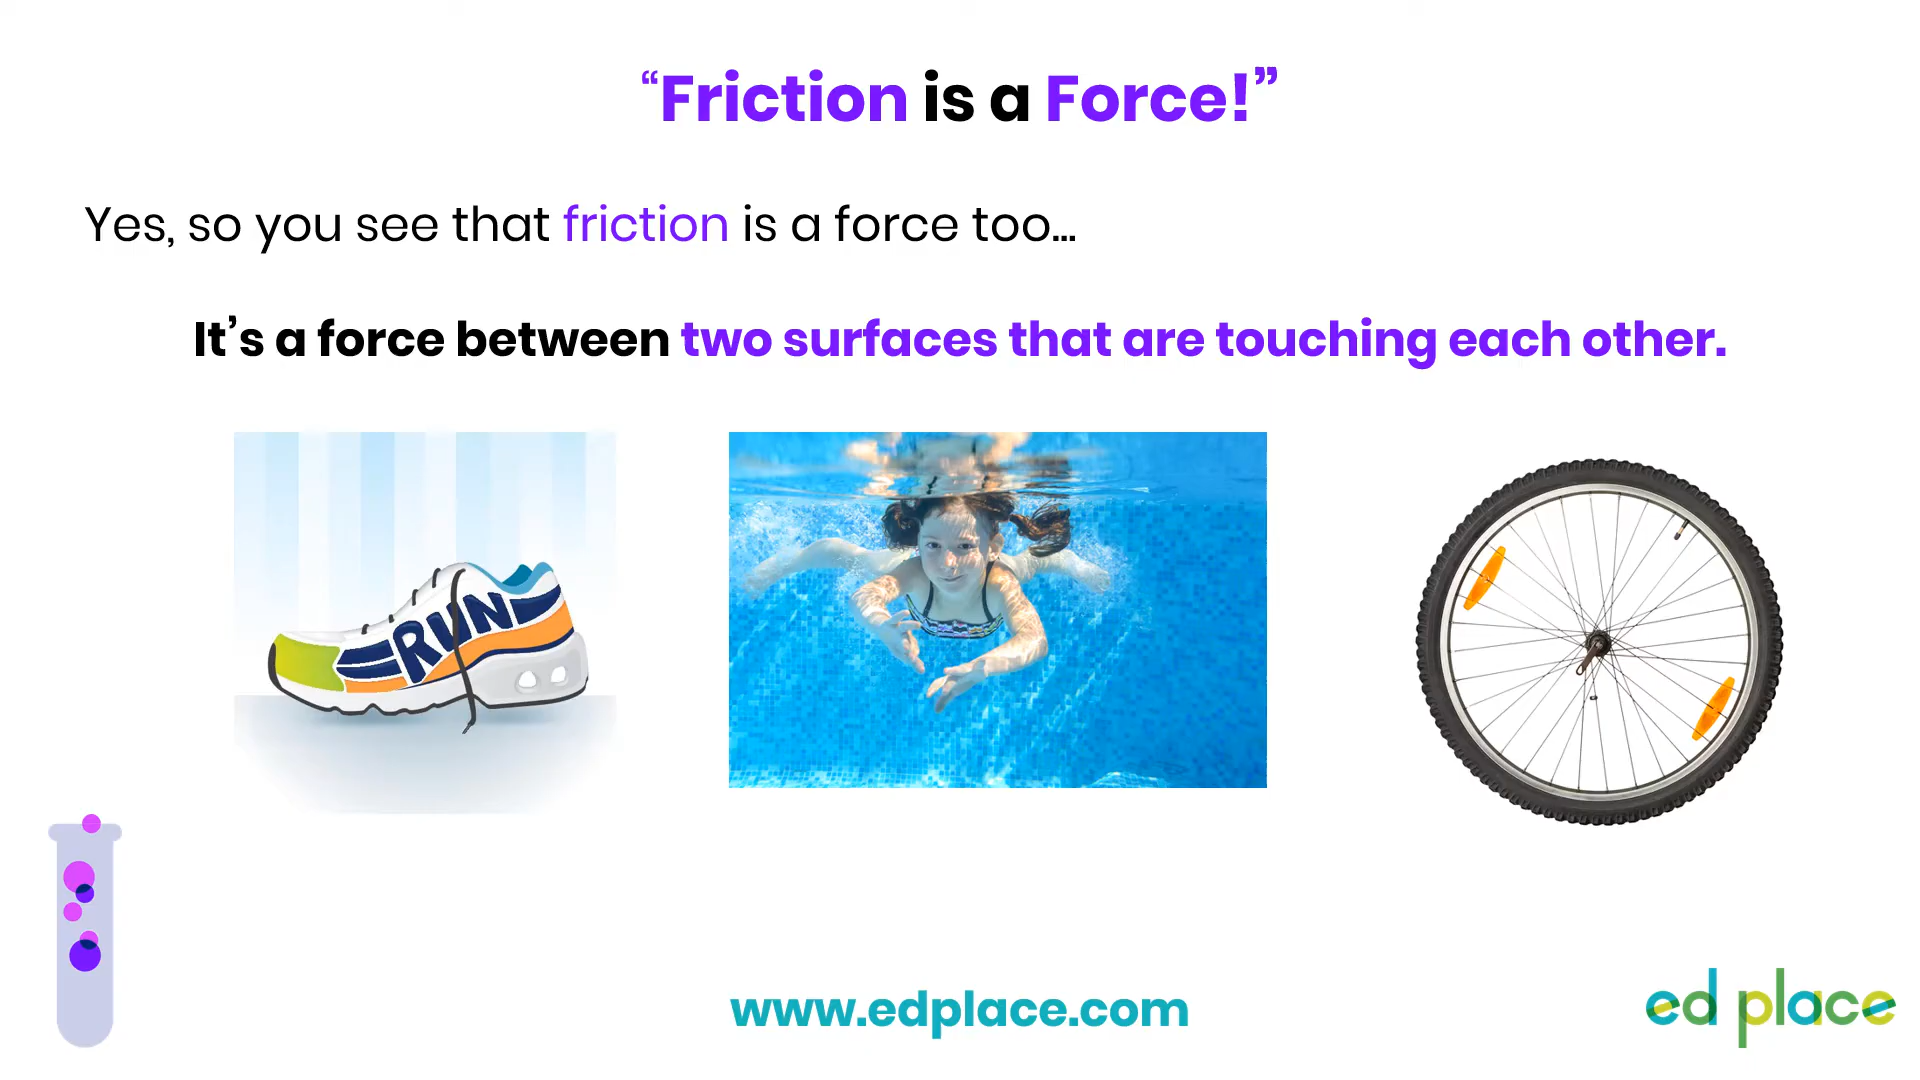 “Friction is a Force!”
Yes, so you see that friction is a force too...
It’s a force between two surfaces that are touching each other.
RUN
www.edplace.com
ed place